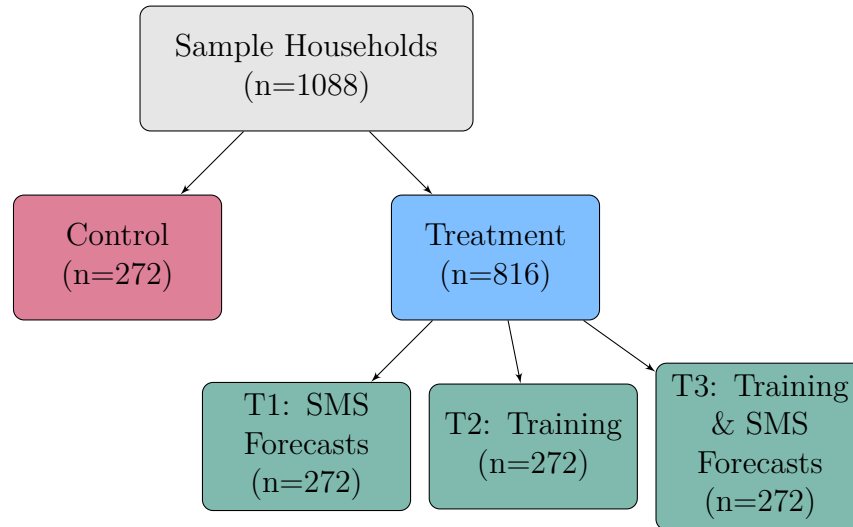 Sample Households
(n=1088)
Control
(n=272)
Treatment
(n=816)
T1: SMS
Forecasts
(n=272)
T2: Training
(n=272)
T3: Training
& SMS
Forecasts
(n=272)